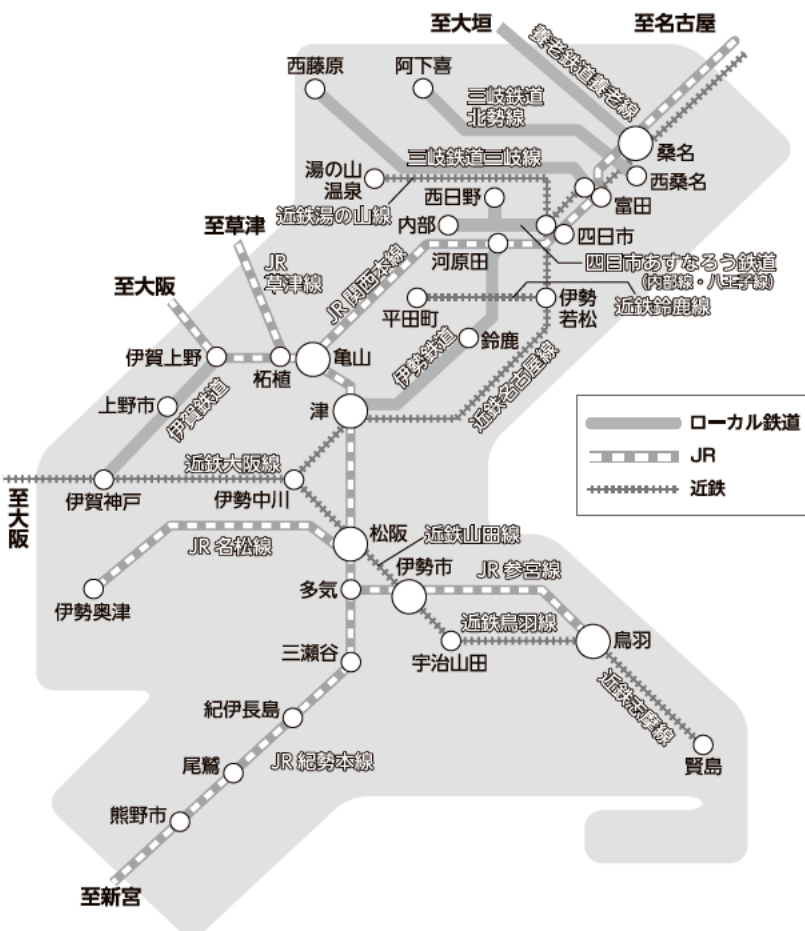 至大垣
至名古屋
養老鉄道養老線
西藤原
阿下喜
三岐鉄道
北勢線
桑名
三岐鉄道三岐線
湯の山
温泉
西桑名
西日野
富田
近鉄湯の山線
至草津
内部
四日市
JR
草津線
JR 関西本線
河原田
四日市あすなろう鉄道
(内部線・八王子線)
至大阪
平田町
伊勢
若松
近鉄鈴鹿線
伊賀上野
柘植
亀山
伊勢鉄道
鈴鹿
上野市
伊賀鉄道
津
近鉄名古屋線
ローカル鉄道
JR
近鉄
近鉄大阪線
至大阪
伊賀神戸
伊勢中川
JR 名松線
松阪
近鉄山田線
伊勢市
JR 参宮線
伊勢奥津
多気
近鉄鳥羽線
鳥羽
宇治山田
三瀬谷
近鉄志摩線
紀伊長島
賢島
尾鷲
JR 紀勢本線
熊野市
至新宮